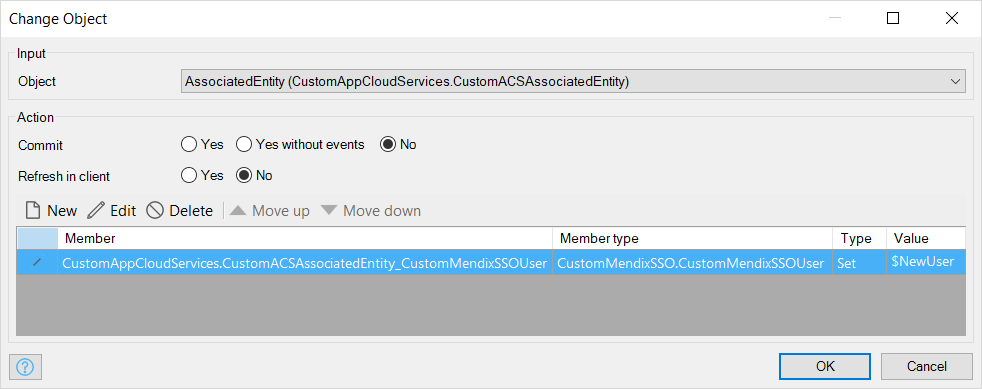 Change Object
Input
Object AssociatedEntity (CustomAppCloudServices.CustomACSAssociatedEntity)
Action
Commit Yes Yes without events No
Refresh in client Yes No
New Edit Delete Move up Move down
Member Member type Type Value
CustomAppCloudServices.CustomACSAssociatedEntity_CustomMendixSSOUser CustomMendixSSO.CustomMendixSSOUser Set $NewUser
? OK Cancel